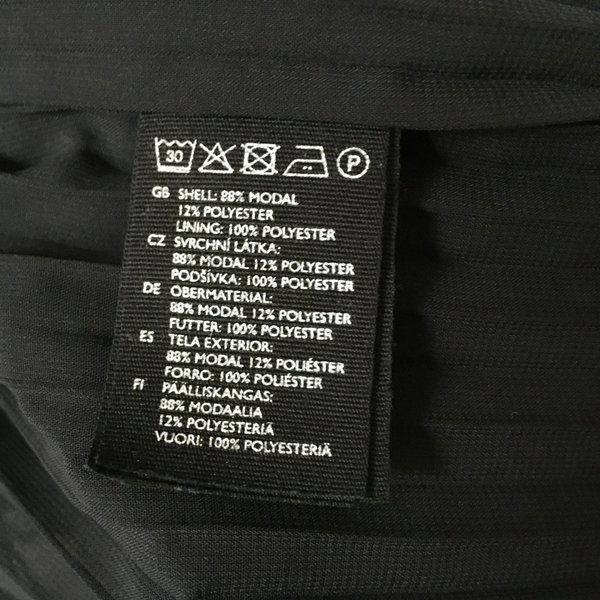 30 P
GB SHELL: 88% MODAL
12% POLYESTER
LINING: 100% POLYESTER
CZ SVRCHNÍ LÁTKA:
88% MODAL 12% POLYESTER
PODŠÍVKA: 100% POLYESTER
DE OBERMATERIAL:
88% MODAL 12% POLYESTER
FUTTER: 100% POLYESTER
ES TELA EXTERIOR:
88% MODAL 12% POLIÉSTER
FORRO: 100% POLIÉSTER
FI PÄÄLLISKANGAS:
88% MODAALIA
12% POLYESTERIÄ
VUORI: 100% POLYESTERIÄ